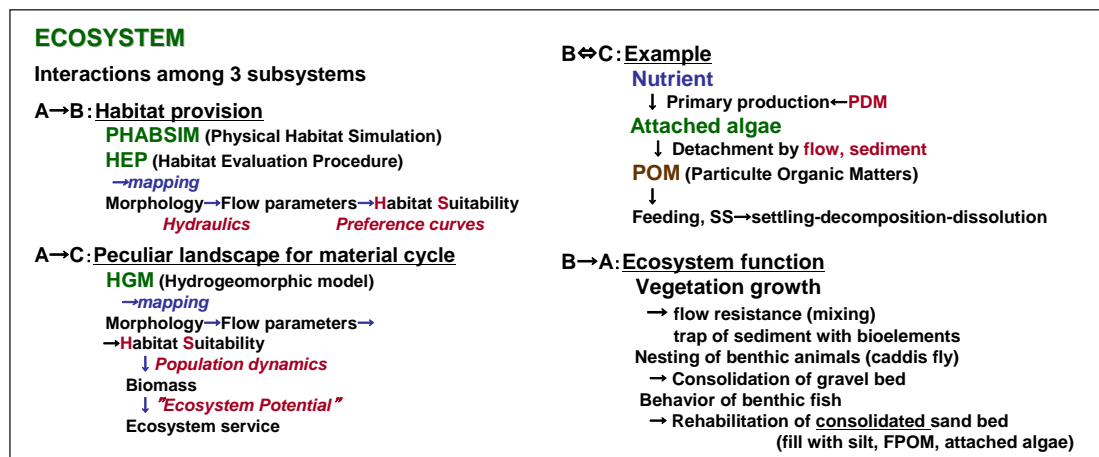 ECOSYSTEM
Interactions among 3 subsystems
A→B:Habitat provision
PHABSIM (Physical Habitat Simulation)
HEP (Habitat Evaluation Procedure)
→mapping
Morphology→Flow parameters→Habitat Suitability
Hydraulics Preference curves
A→C:Peculiar landscape for material cycle
HGM (Hydrogeomorphic model)
→mapping
Morphology→Flow parameters→
→Habitat Suitability
↓ Population dynamics
Biomass
↓ "Ecosystem Potential"
Ecosystem service
B⇔C:Example
Nutrient
↓ Primary production←PDM
Attached algae
↓ Detachment by flow, sediment
POM (Particulte Organic Matters)
↓
Feeding, SS→settling-decomposition-dissolution
B→A:Ecosystem function
Vegetation growth
→ flow resistance (mixing)
trap of sediment with bioelements
Nesting of benthic animals (caddis fly)
→ Consolidation of gravel bed
Behavior of benthic fish
→ Rehabilitation of consolidated sand bed
(fill with silt, FPOM, attached algae)